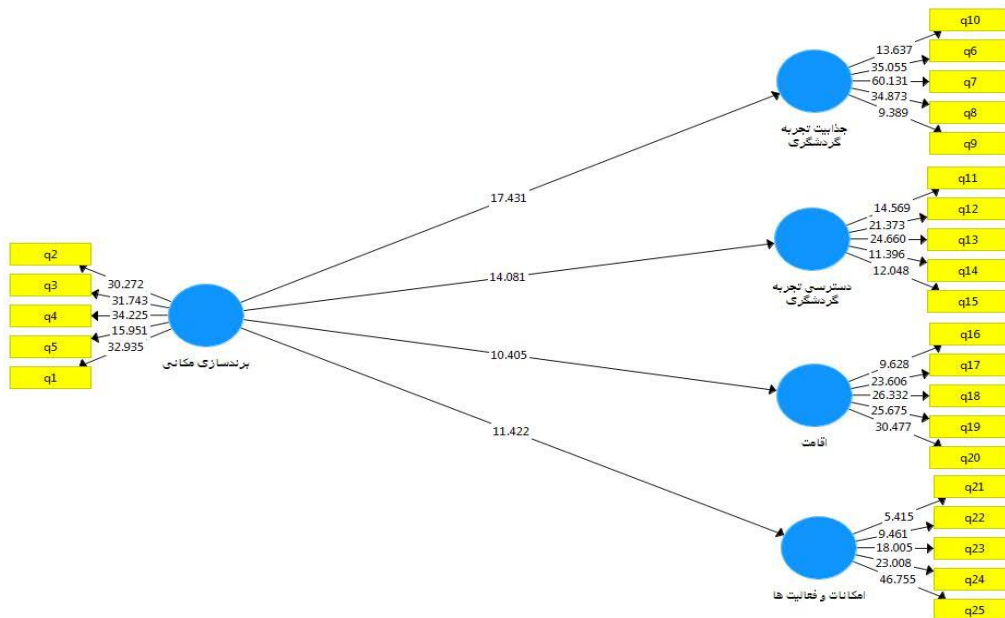 q2
q3
q4
q5
q1
30.272
31.743
34.225
15.951
32.935
برندسازی مکانی
17.431
14.081
10.405
11.422
جذابیت تجربه
گردشگری
13.637
35.055
60.131
34.873
9.389
q10
q6
q7
q8
q9
دسترسی تجربه
گردشگری
14.569
21.373
24.660
11.396
12.048
q11
q12
q13
q14
q15
اقامت
9.628
23.606
26.332
25.675
30.477
q16
q17
q18
q19
q20
امکانات و فعالیت ها
5.415
9.461
18.005
23.008
46.755
q21
q22
q23
q24
q25